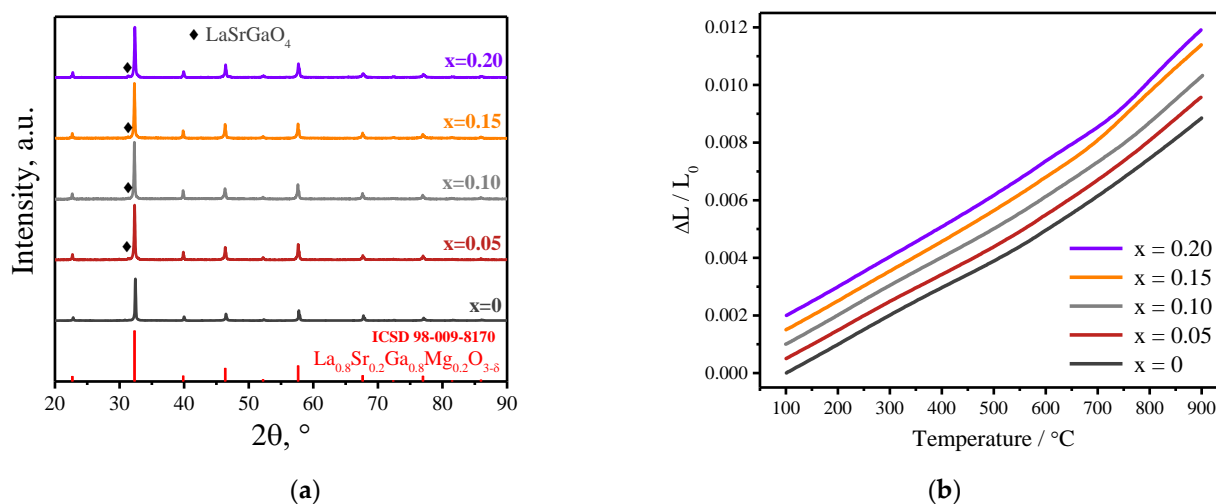 ◆ LaSrGaO₄
x=0.20
x=0.15
x=0.10
x=0.05
x=0
ICSD 98-009-8170
La₀.₈Sr₀.₂Ga₀.₈Mg₀.₂O₃₋δ
Intensity, a.u.
20 30 40 50 60 70 80 90
2θ, °
(a)
0.012
0.010
0.008
0.006
0.004
0.002
0.000
ΔL / L₀
x = 0.20
x = 0.15
x = 0.10
x = 0.05
x = 0
100 200 300 400 500 600 700 800 900
Temperature / °C
(b)